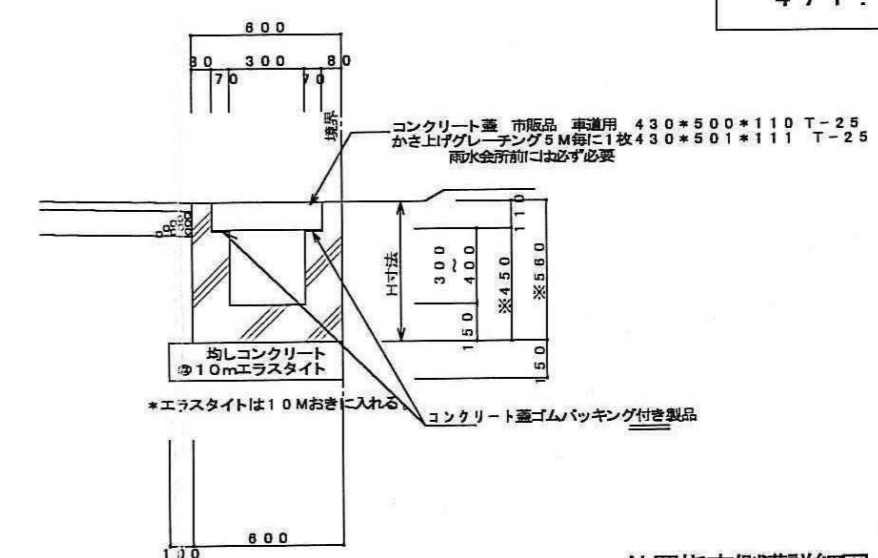 600
80 300 80
70 70
境界
コンクリート蓋 市販品 車道用 430*500*110 T-25
かさ上げグレーチング5M毎に1枚430*501*111 T-25
雨水会所前には必ず必要
H寸法
300～400
150
※450
110
※560
150
均しコンクリート
@10mエラスタイト
*エラスタイトは10Mおきに入れる。
コンクリート蓋ゴムパッキング付き製品
600
100